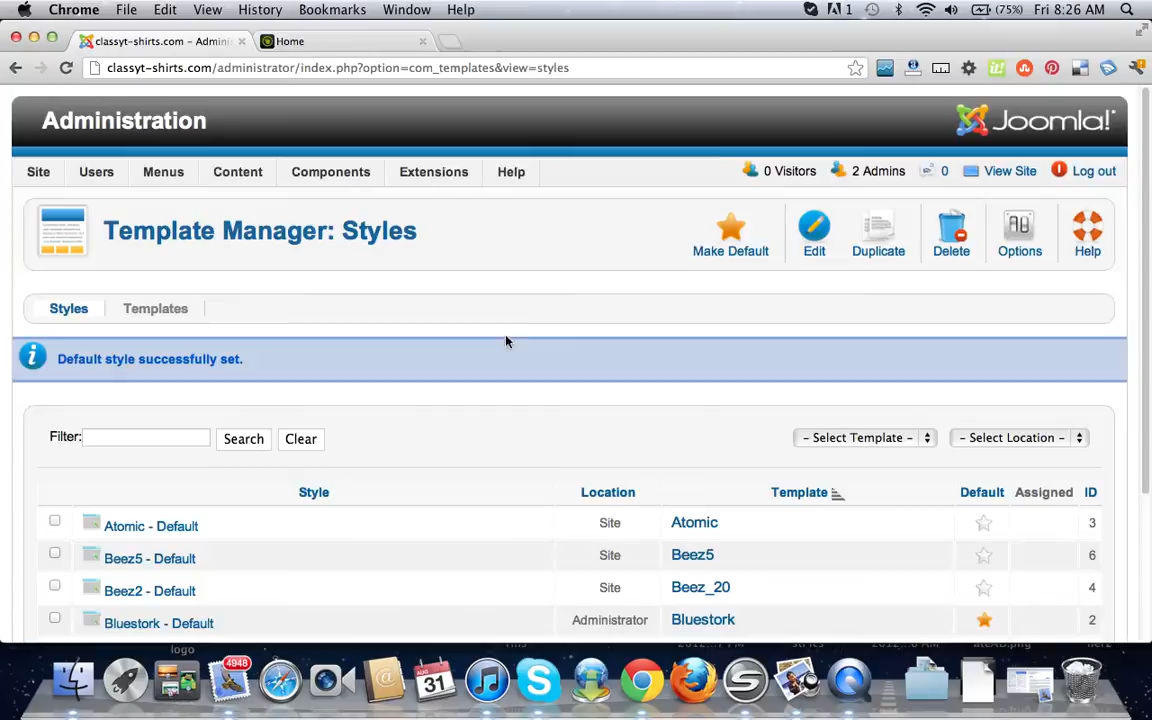 Chrome File Edit View History Bookmarks Window Help 1 (75%) Fri 8:26 AM
classyt-shirts.com – Admini Home
classyt-shirts.com/administrator/index.php?option=com_templates&view=styles
Administration Joomla!
Site Users Menus Content Components Extensions Help 0 Visitors 2 Admins 0 View Site Log out
Template Manager: Styles Make Default Edit Duplicate Delete Options Help
Styles Templates
Default style successfully set.
Filter: Search Clear - Select Template - - Select Location -
Style Location Template Default Assigned ID
Atomic - Default Site Atomic 3
Beez5 - Default Site Beez5 6
Beez2 - Default Site Beez_20 4
Bluestork - Default Administrator Bluestork 2
logo
4948 AUG 31